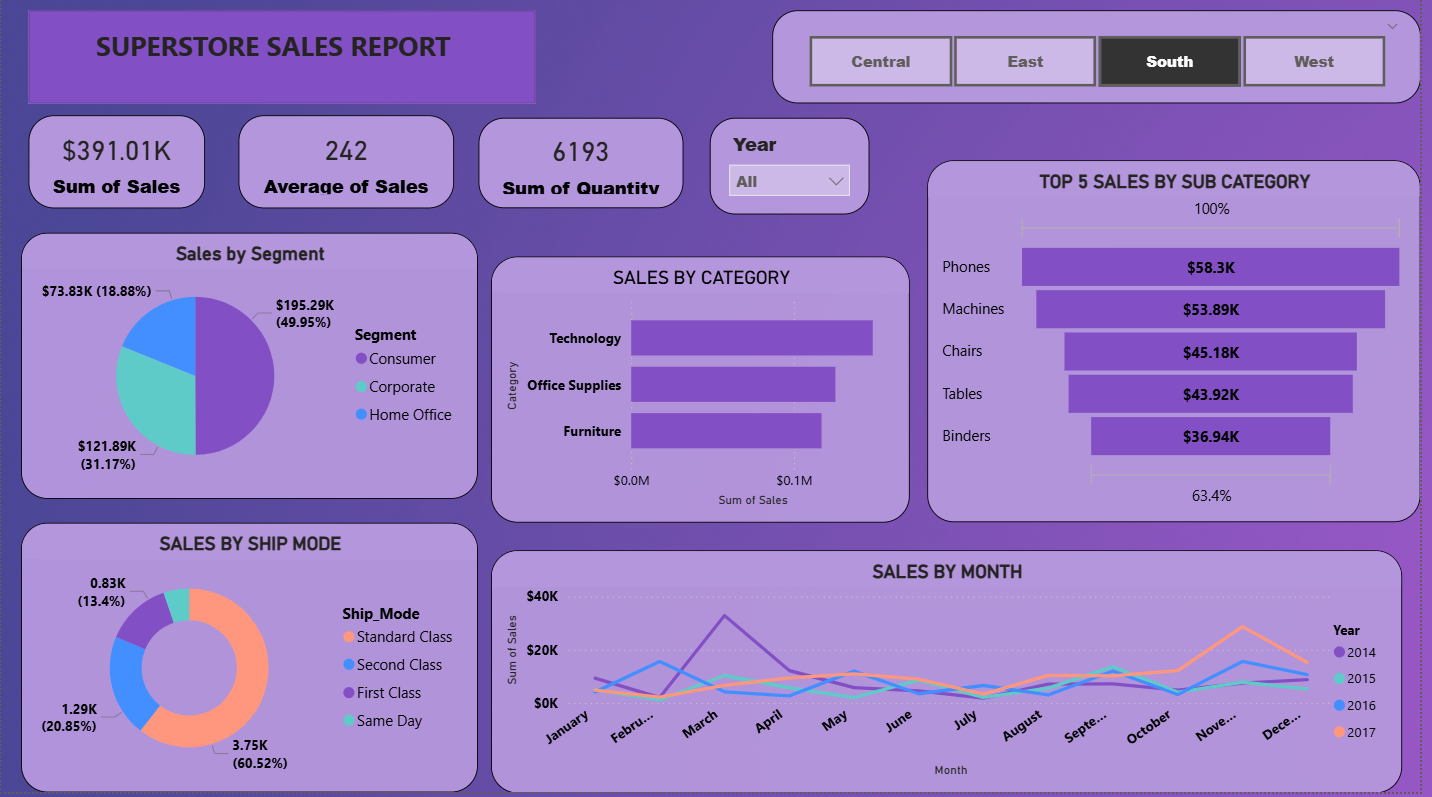 SUPERSTORE SALES REPORT
Central
East
South
West
$391.01K
Sum of Sales
242
Average of Sales
6193
Sum of Quantity
Year
All
Sales by Segment
$73.83K (18.88%)
$195.29K
(49.95%)
$121.89K
(31.17%)
Segment
Consumer
Corporate
Home Office
SALES BY CATEGORY
Category
Technology
Office Supplies
Furniture
$0.0M
$0.1M
Sum of Sales
TOP 5 SALES BY SUB CATEGORY
100%
Phones
$58.3K
Machines
$53.89K
Chairs
$45.18K
Tables
$43.92K
Binders
$36.94K
63.4%
SALES BY SHIP MODE
0.83K
(13.4%)
1.29K
(20.85%)
3.75K
(60.52%)
Ship_Mode
Standard Class
Second Class
First Class
Same Day
SALES BY MONTH
Sum of Sales
$40K
$20K
$0K
January
Febru...
March
April
May
June
July
August
Septe...
October
Nove...
Dece...
Month
Year
2014
2015
2016
2017